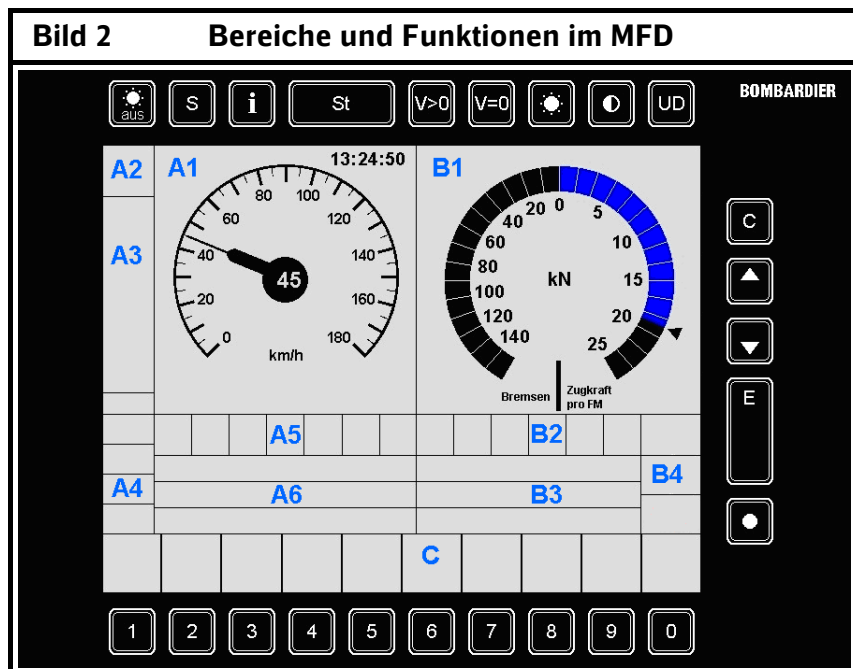 Bild 2 Bereiche und Funktionen im MFD
BOMBARDIER
aus S i St V>0 V=0 UD
A2 A1 13:24:50 B1
80 100
60 120
40 140
45
20 160
0 180
km/h
40 20 0 5
60 10
80 kN 15
100
120 20
140 25
Bremsen Zugkraft
pro FM
A3
C
E
A5 B2
B4
A4 A6 B3
C
1 2 3 4 5 6 7 8 9 0